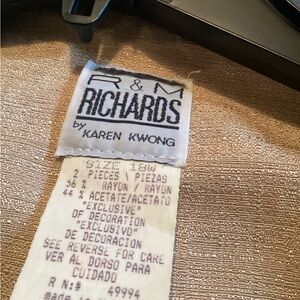 R & M
RICHARDS
by
KAREN KWONG
SIZE 18W
2 PIECES \ PIEZAS
56 % RAYON / RAYON
44 % ACETATE/ACETATO
"EXCLUSIVE"
OF DECORATION
"EXCLUSIVO"
DE DECORACION
SEE REVERSE FOR CARE
VER AL DORSO PARA
CUIDADO
R N:# 49994
made